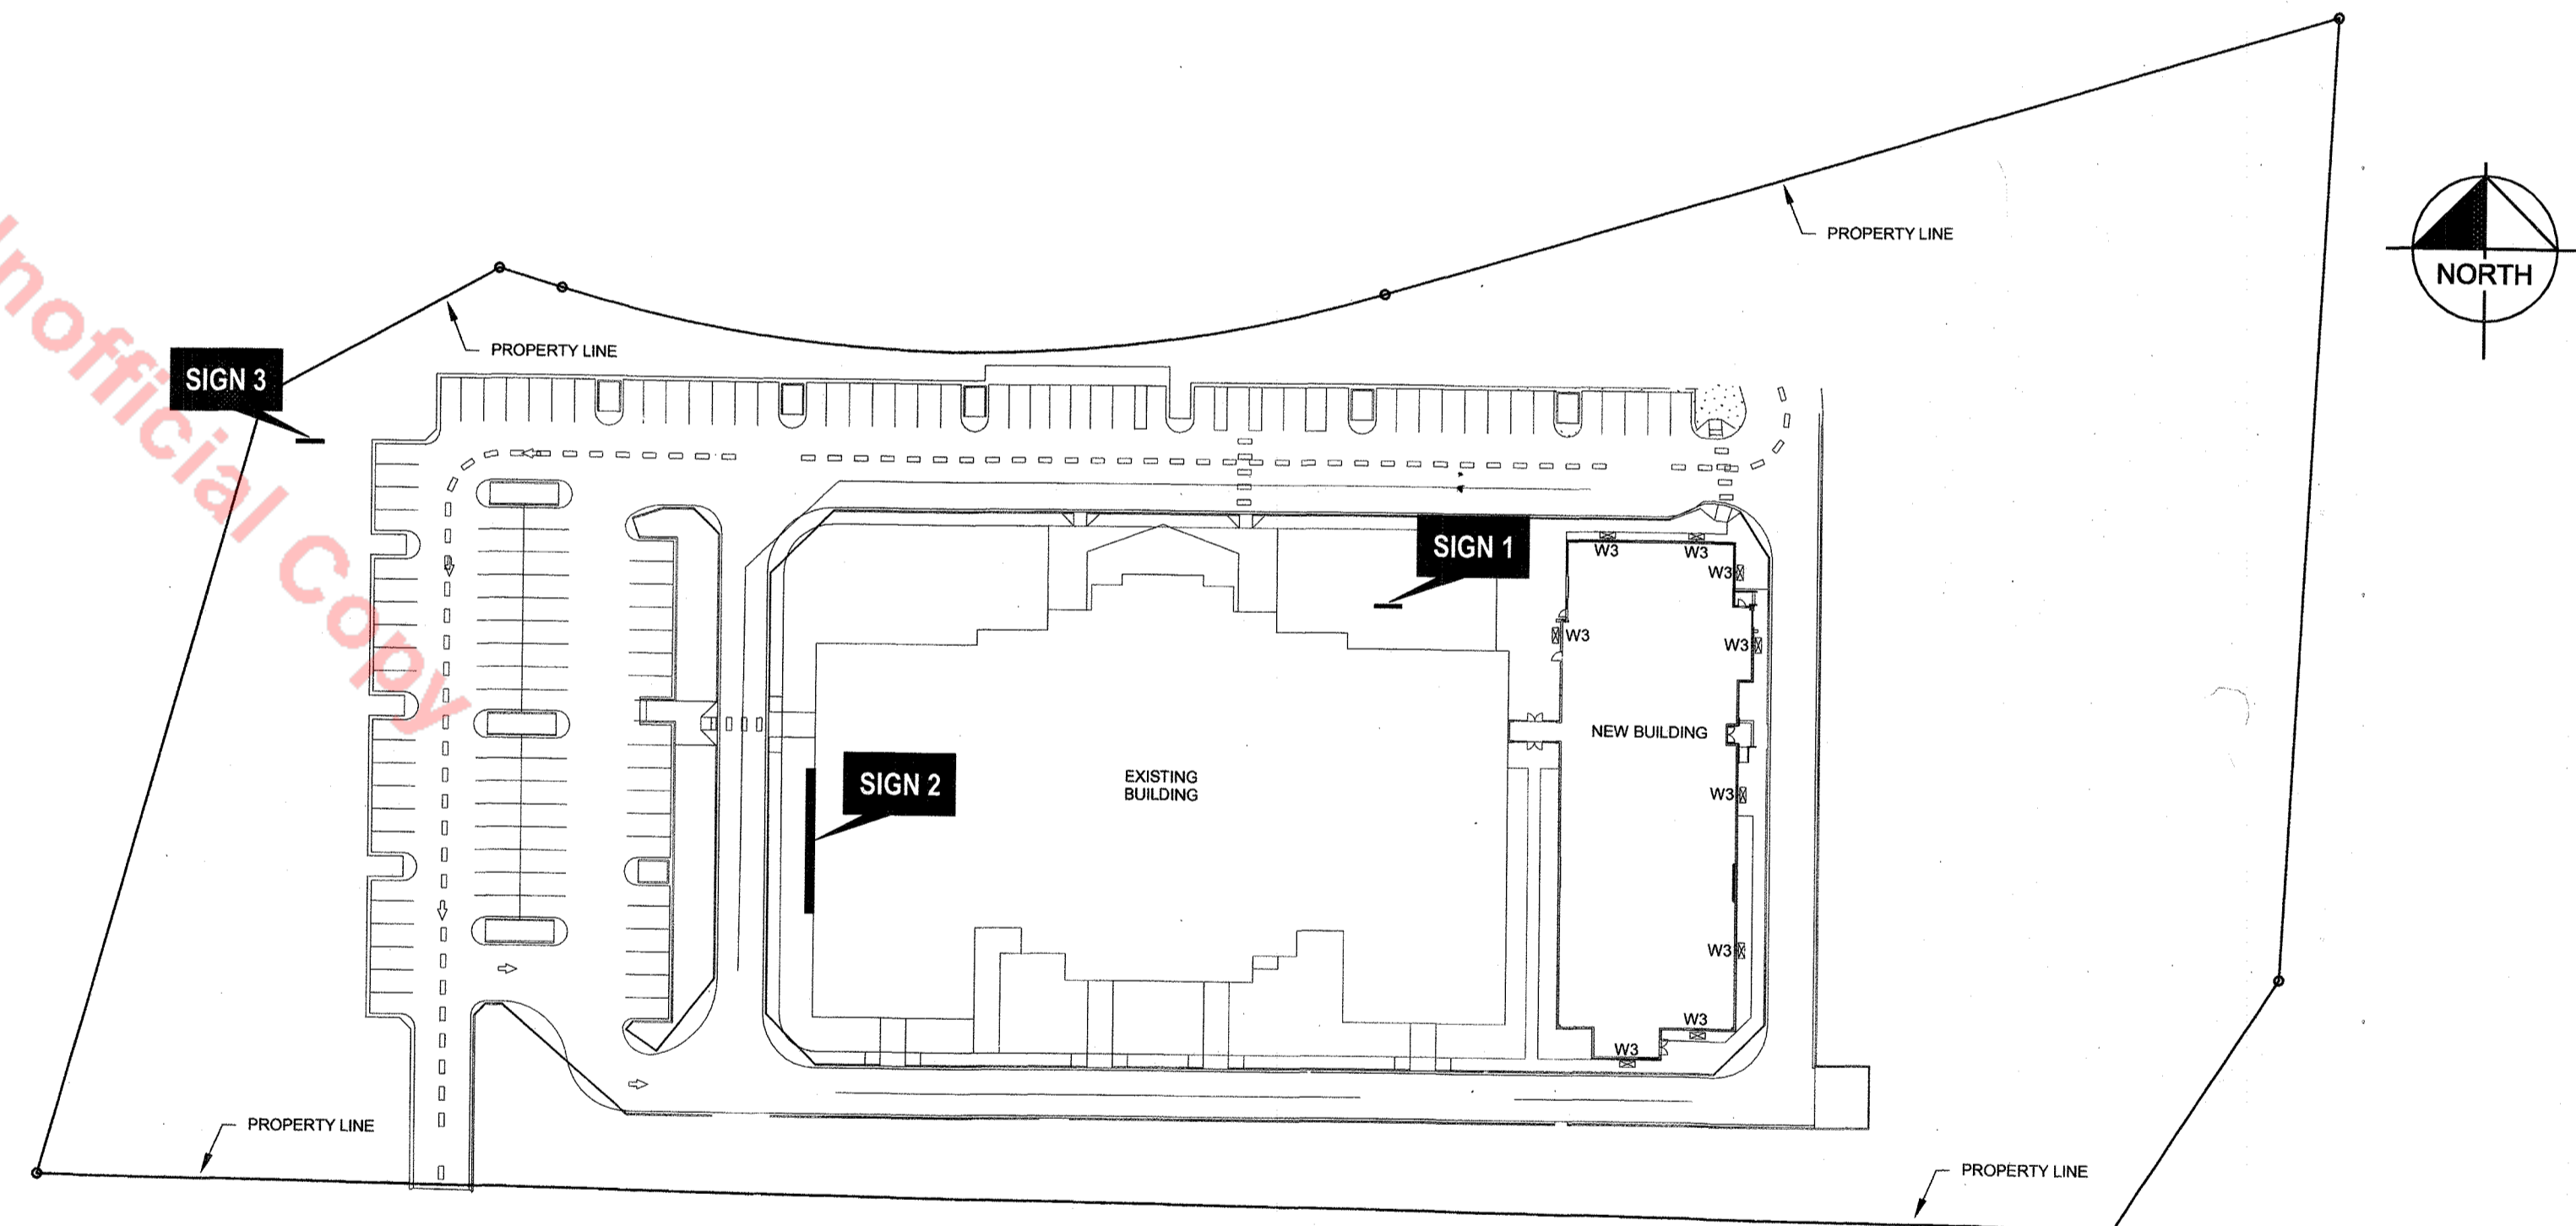 PROPERTY LINE
NORTH
PROPERTY LINE
SIGN 3
Unofficial Copy
SIGN 1
W3
W3
W3
W3
W3
NEW BUILDING
EXISTING
BUILDING
SIGN 2
W3
W3
W3
W3
PROPERTY LINE
PROPERTY LINE